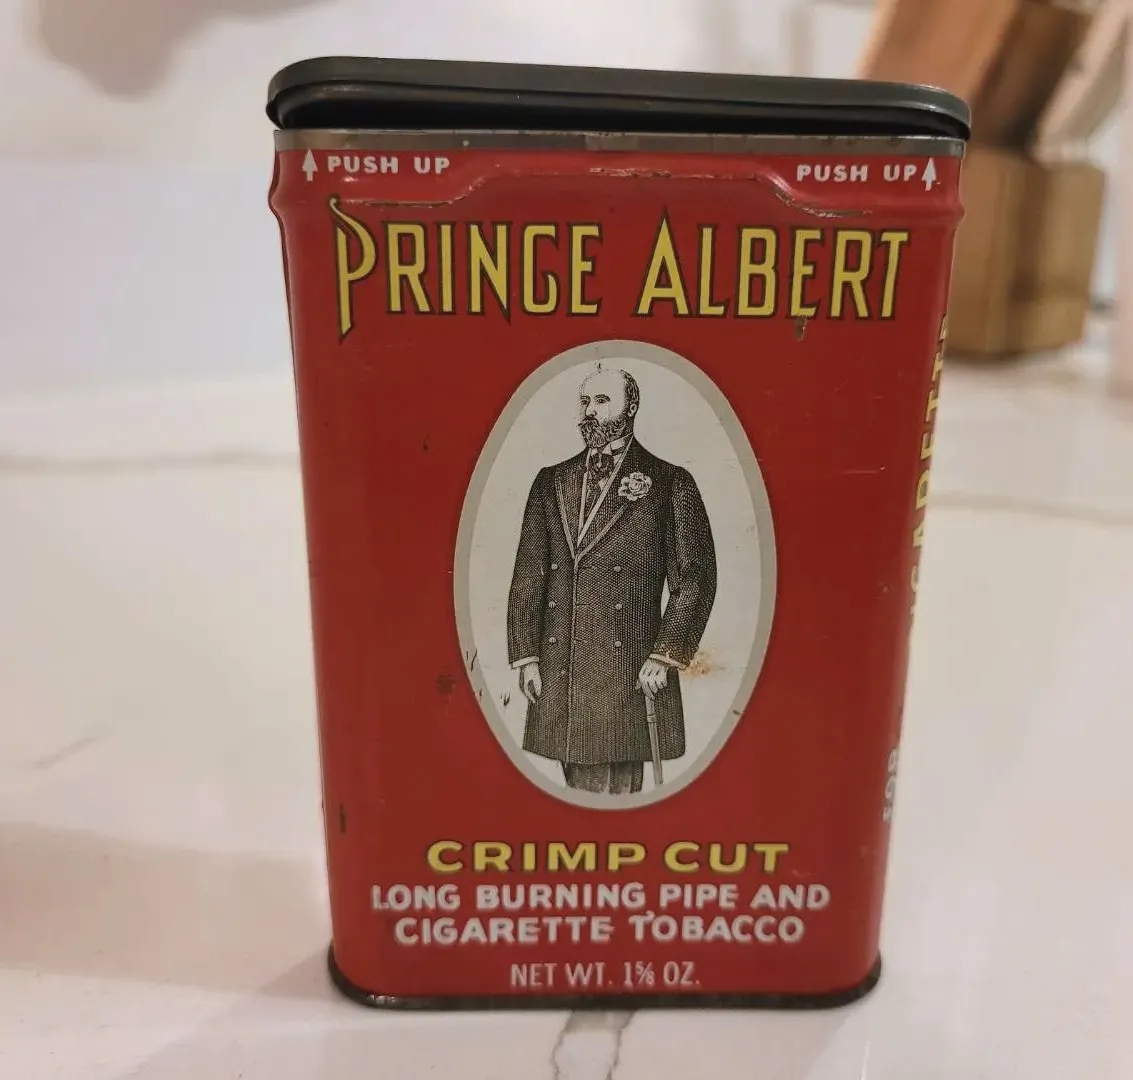 PUSH UP PUSH UP
PRINCE ALBERT
CRIMP CUT
LONG BURNING PIPE AND
CIGARETTE TOBACCO
NET WT. 1⅝ OZ.
FOR